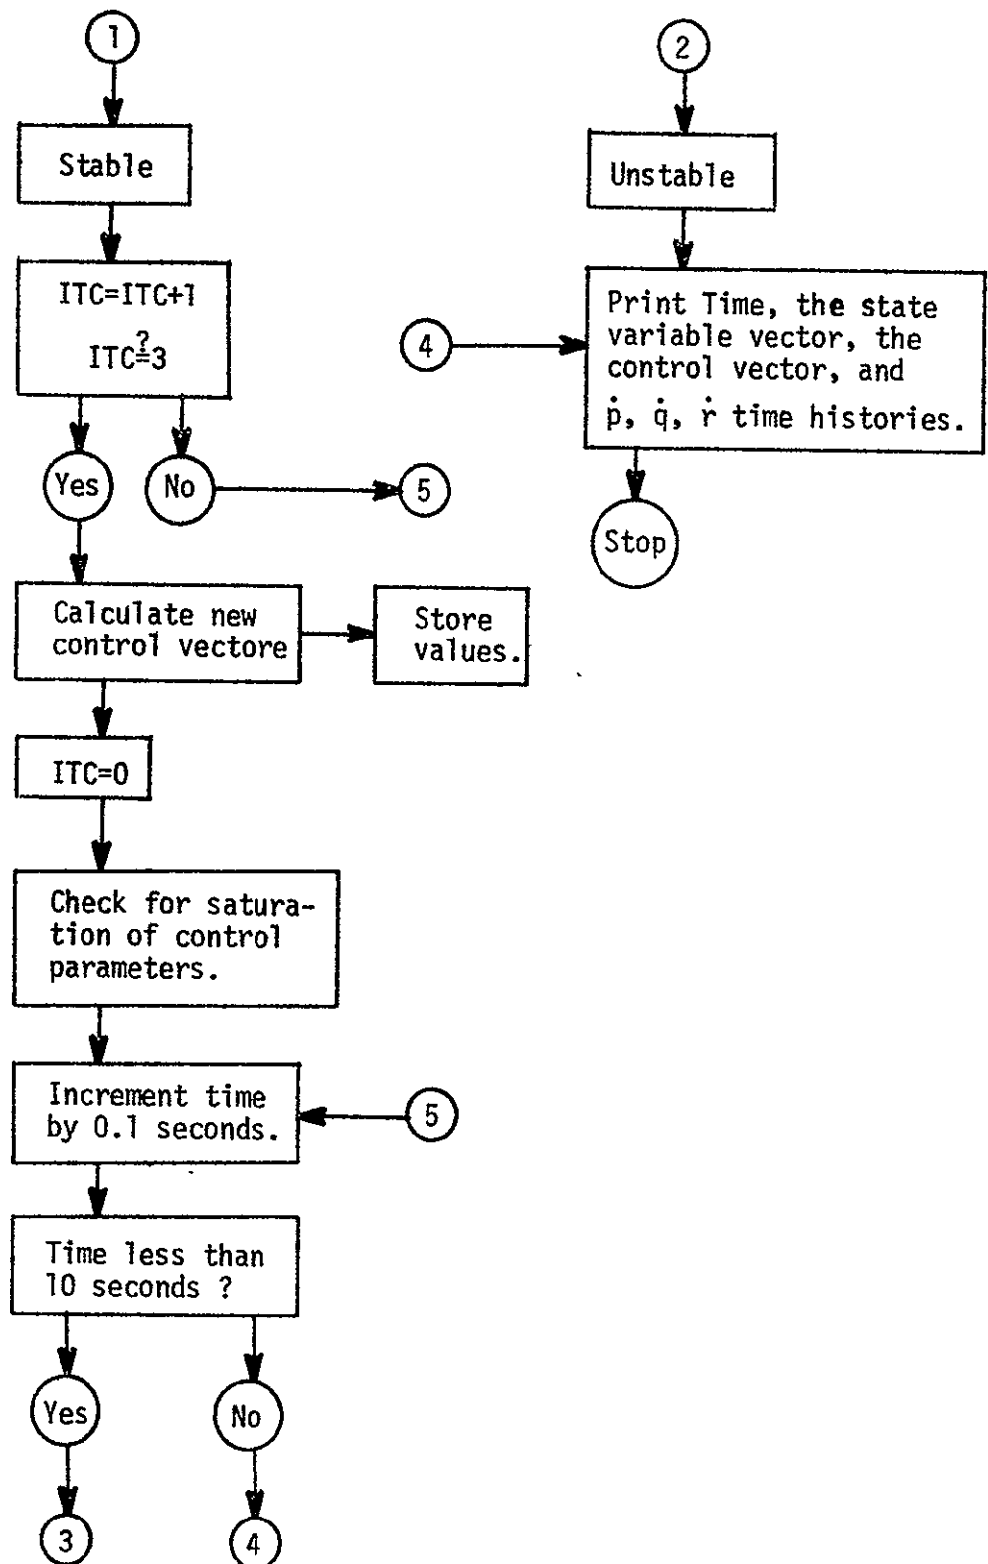 1
Stable
ITC=ITC+1
?
ITC=3
Yes
No
5
Calculate new
control vectore
Store
values.
ITC=0
Check for satura-
tion of control
parameters.
Increment time
by 0.1 seconds.
5
Time less than
10 seconds ?
Yes
No
3
4
2
Unstable
4
Print Time, the state
variable vector, the
control vector, and
ṗ, q̇, ṙ time histories.
Stop